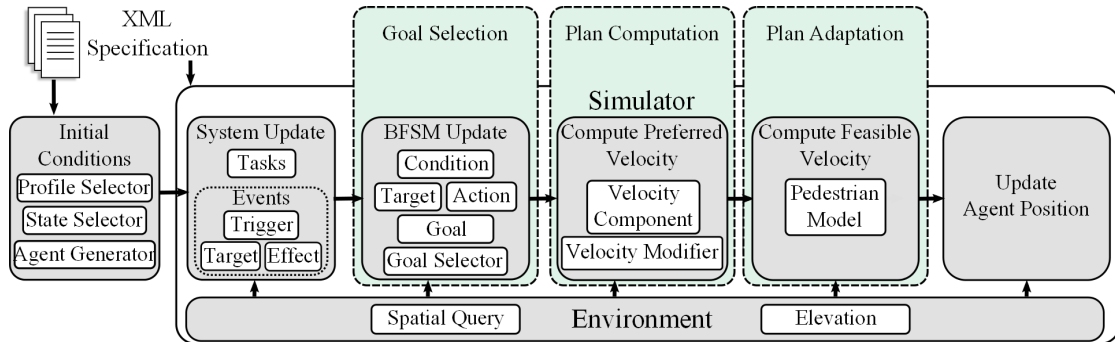 XML
Specification
Goal Selection
Plan Computation
Plan Adaptation
Simulator
Initial
Conditions
Profile Selector
State Selector
Agent Generator
System Update
Tasks
Events
Trigger
Target
Effect
BFSM Update
Condition
Target
Action
Goal
Goal Selector
Compute Preferred
Velocity
Velocity
Component
Velocity Modifier
Compute Feasible
Velocity
Pedestrian
Model
Update
Agent Position
Spatial Query
Environment
Elevation